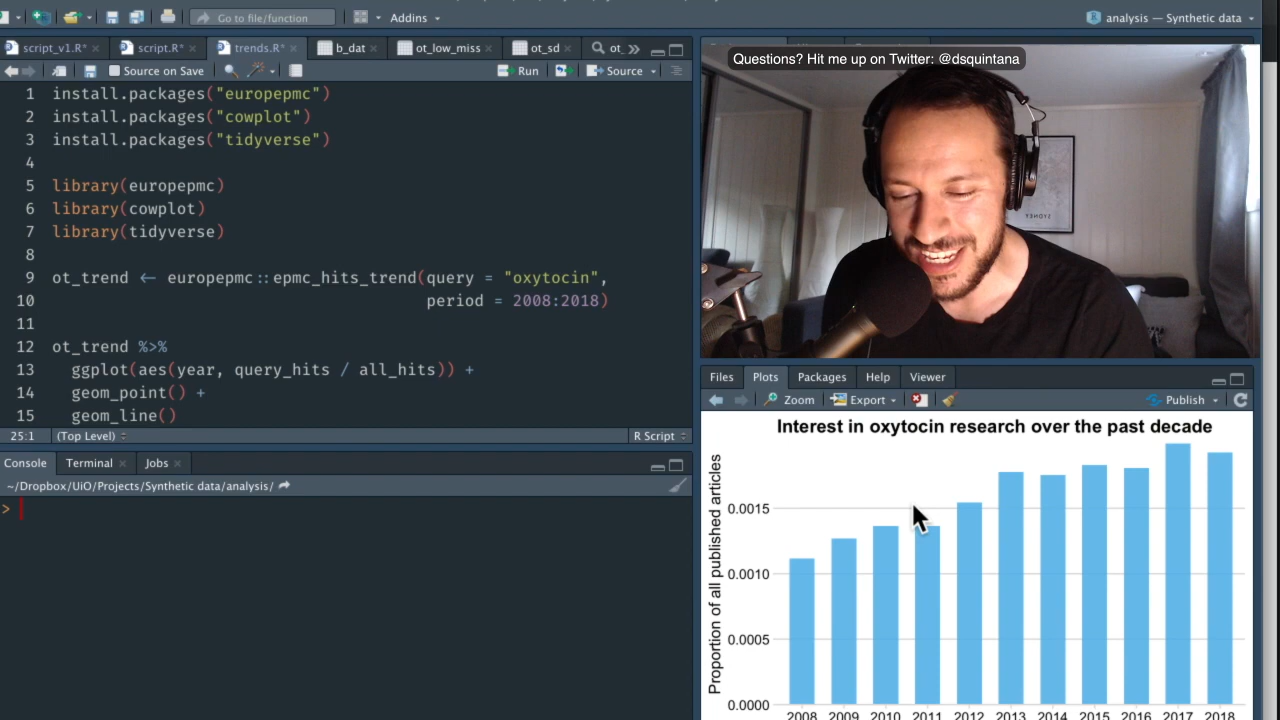 Go to file/function
Addins
analysis — Synthetic data
script_v1.R*
script.R*
trends.R*
b_dat
ot_low_miss
ot_sd
ot_
Source on Save
Run
Source
1 install.packages("europepmc")
2 install.packages("cowplot")
3 install.packages("tidyverse")
4
5 library(europepmc)
6 library(cowplot)
7 library(tidyverse)
8
9 ot_trend <- europepmc::epmc_hits_trend(query = "oxytocin",
10 period = 2008:2018)
11
12 ot_trend %>%
13 ggplot(aes(year, query_hits / all_hits)) +
14 geom_point() +
15 geom_line()
25:1 (Top Level) R Script
Console Terminal Jobs
~/Dropbox/UiO/Projects/Synthetic data/analysis/
>
Questions? Hit me up on Twitter: @dsquintana
SYDNEY
Files Plots Packages Help Viewer
Zoom Export Publish
Interest in oxytocin research over the past decade
Proportion of all published articles
0.0015
0.0010
0.0005
0.0000
2008 2009 2010 2011 2012 2013 2014 2015 2016 2017 2018